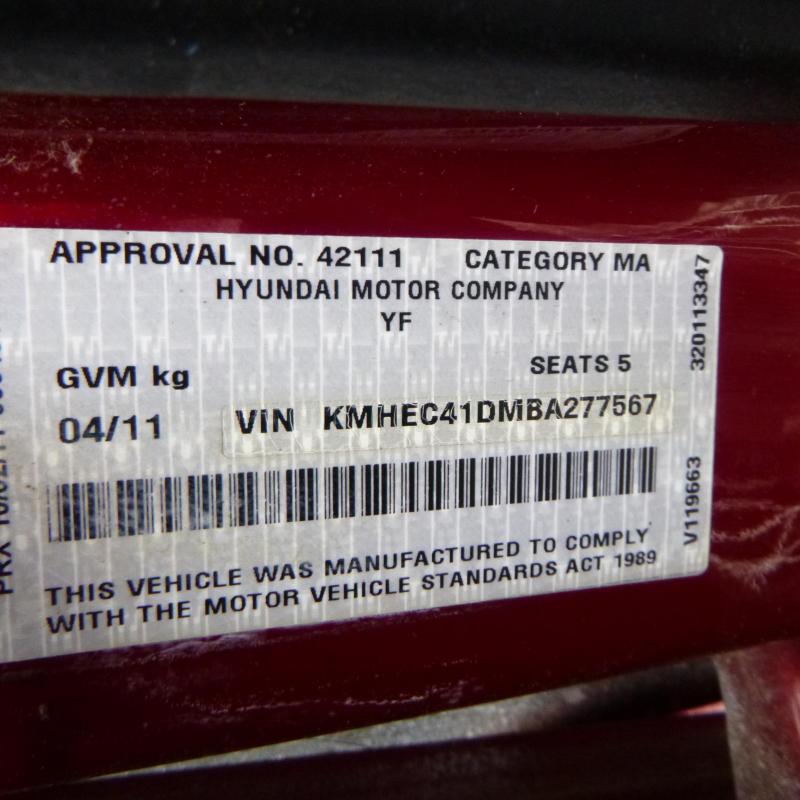 APPROVAL NO. 42111 CATEGORY MA
HYUNDAI MOTOR COMPANY
YF
GVM kg SEATS 5
04/11 VIN KMHEC41DMBA277567
THIS VEHICLE WAS MANUFACTURED TO COMPLY
WITH THE MOTOR VEHICLE STANDARDS ACT 1989
320113347
V119663
PRX